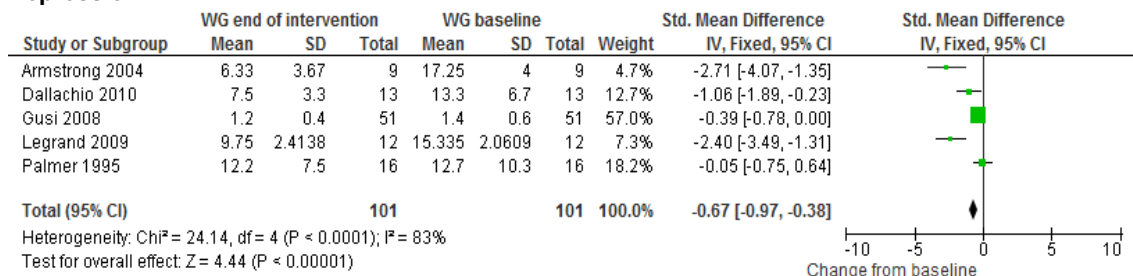 WG end of intervention WG baseline Std. Mean Difference Std. Mean Difference
Study or Subgroup Mean SD Total Mean SD Total Weight IV, Fixed, 95% CI IV, Fixed, 95% CI
Armstrong 2004 6.33 3.67 9 17.25 4 9 4.7% -2.71 [-4.07, -1.35]
Dallachio 2010 7.5 3.3 13 13.3 6.7 13 12.7% -1.06 [-1.89, -0.23]
Gusi 2008 1.2 0.4 51 1.4 0.6 51 57.0% -0.39 [-0.78, 0.00]
Legrand 2009 9.75 2.4138 12 15.335 2.0609 12 7.3% -2.40 [-3.49, -1.31]
Palmer 1995 12.2 7.5 16 12.7 10.3 16 18.2% -0.05 [-0.75, 0.64]
Total (95% CI) 101 101 100.0% -0.67 [-0.97, -0.38]
Heterogeneity: Chi² = 24.14, df = 4 (P < 0.0001); I² = 83%
Test for overall effect: Z = 4.44 (P < 0.00001)
-10 -5 0 5 10
Change from baseline